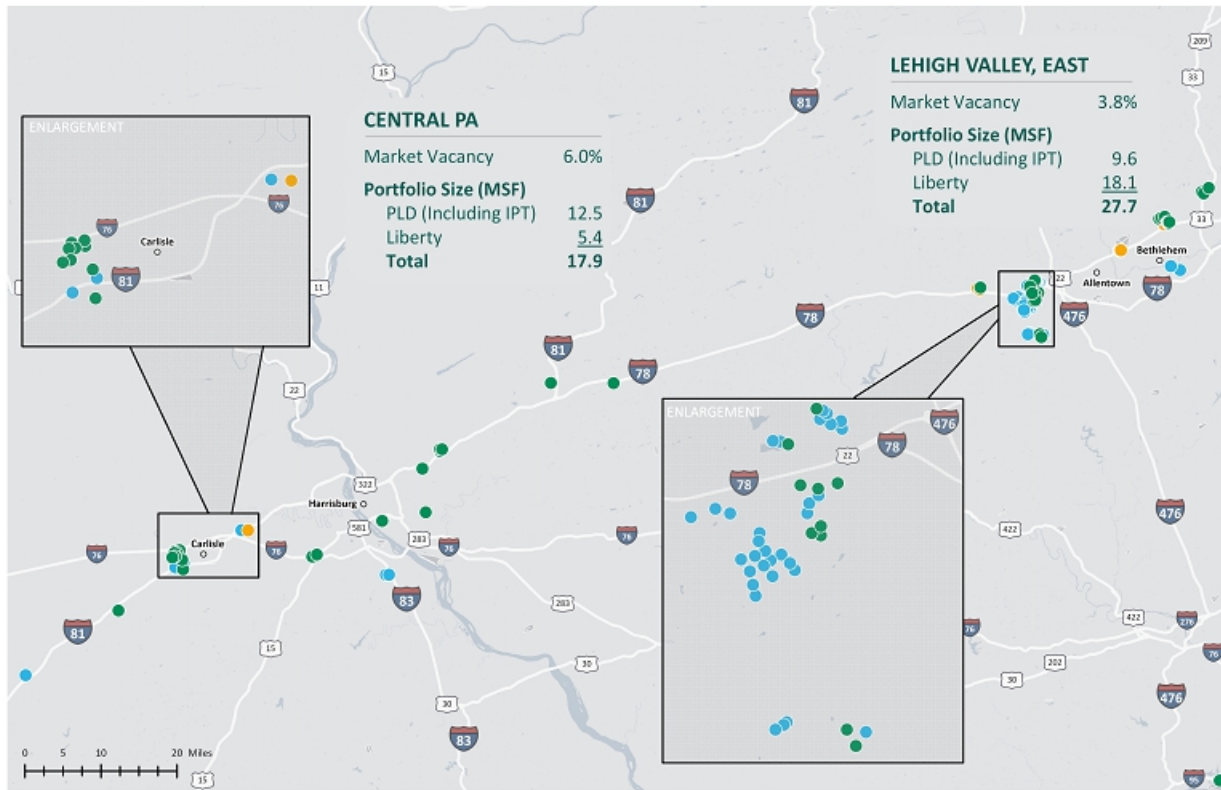 209
33
LEHIGH VALLEY, EAST
Market Vacancy 3.8%
Portfolio Size (MSF)
PLD (Including IPT) 9.6
Liberty 18.1
Total 27.7
15
81
CENTRAL PA
Market Vacancy 6.0%
Portfolio Size (MSF)
PLD (Including IPT) 12.5
Liberty 5.4
Total 17.9
ENLARGEMENT
76
76
Carlisle
81
11
81
33
Bethlehem
22
Allentown
78
476
78
81
78
22
ENLARGEMENT
476
78
22
78
322
Harrisburg
581
283
76
76
Carlisle
76
76
83
81
283
15
30
30
83
422
476
422
276
76
76
202
30
476
0 5 10 20 Miles
15
95